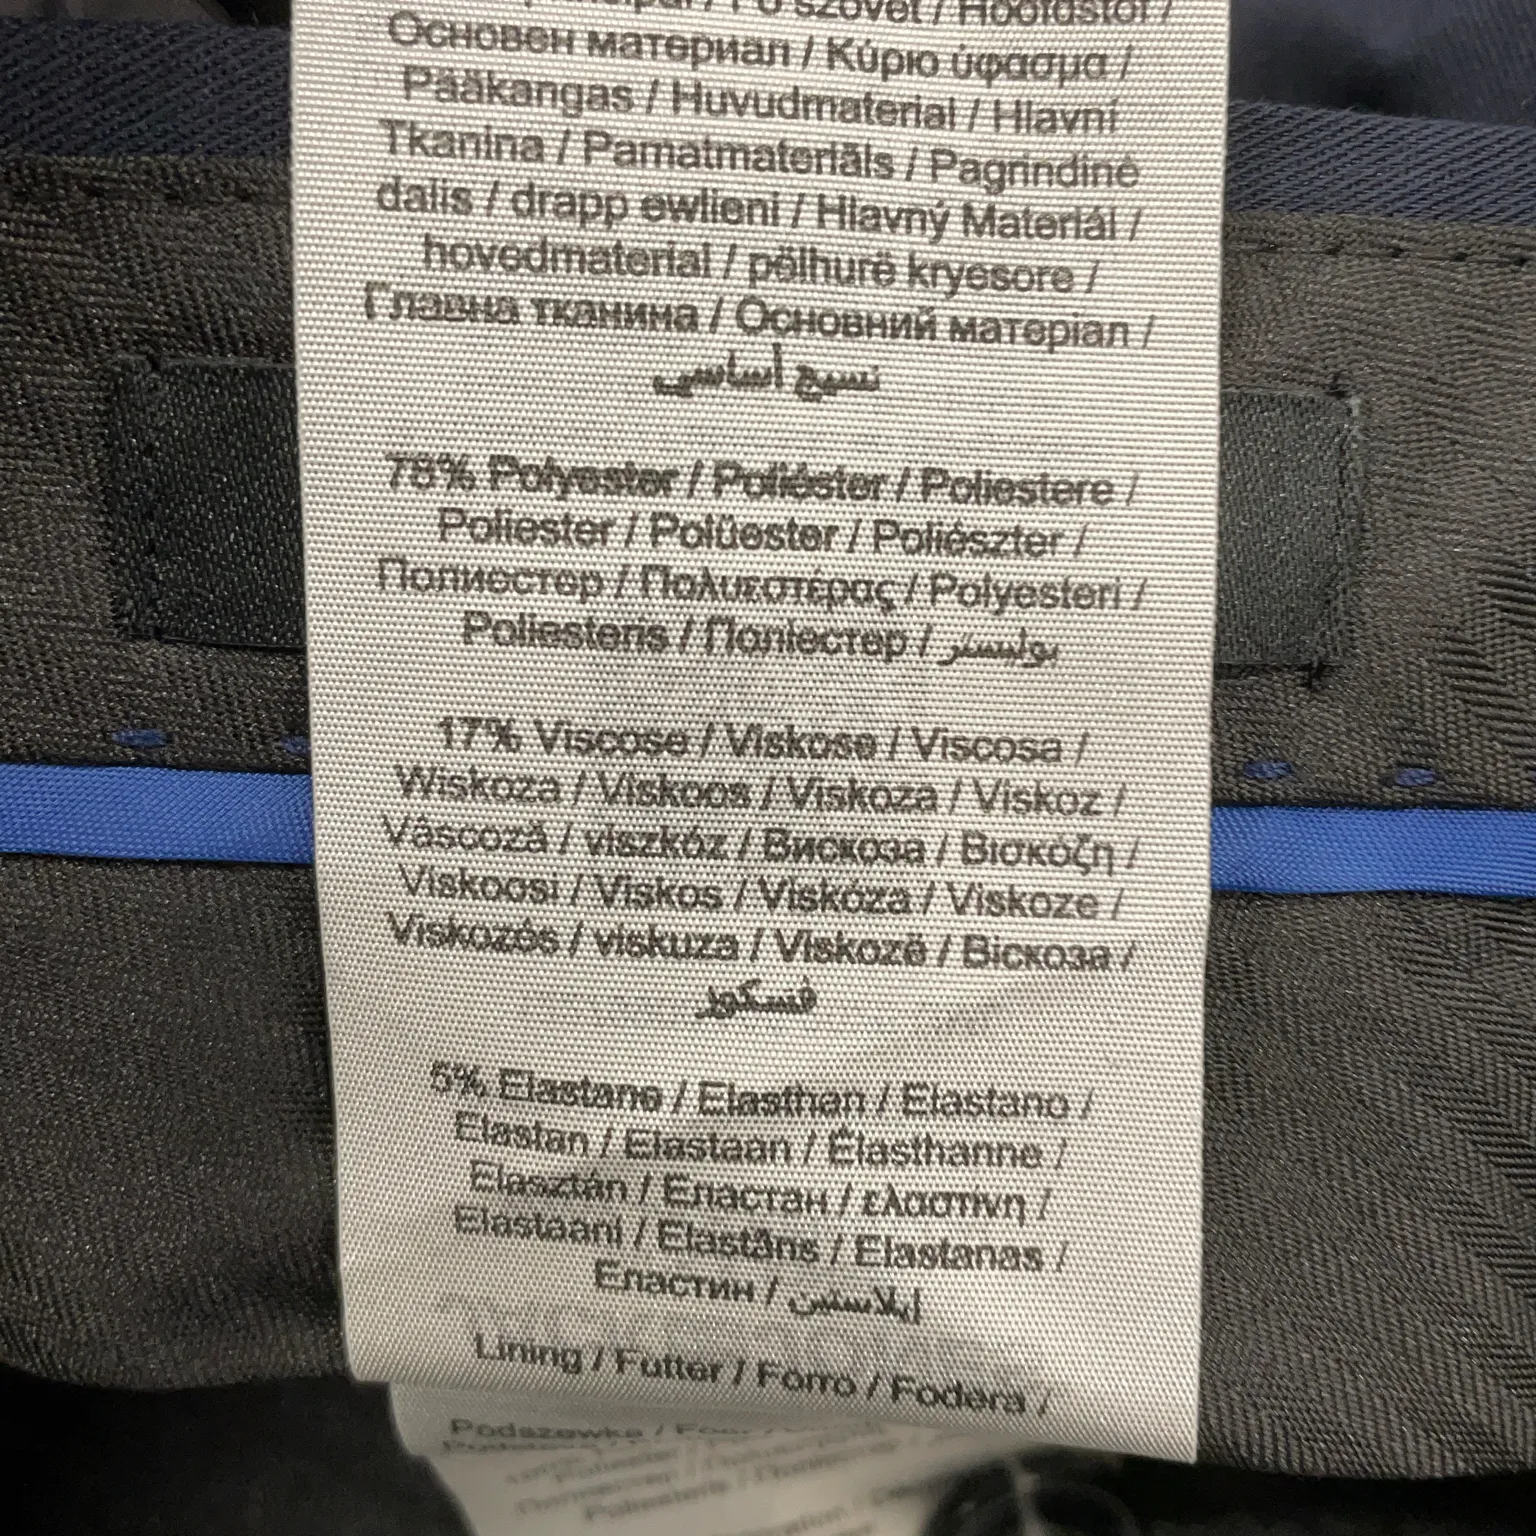 Hoofdstof /
Основен материал / Κύριο ύφασμα /
Pääkangas / Huvudmaterial / Hlavní
Tkanina / Pamatmateriāls / Pagrindinė
dalis / drapp ewlieni / Hlavný Materiál /
hovedmaterial / pëlhurë kryesore /
Главна тканина / Основний матеріал /
نسيج أساسي
78% Polyester / Poliéster / Poliestere /
Poliester / Polüester / Poliészter /
Полиестер / Πολυεστέρας / Polyesteri /
Poliesteris / Поліестер / بوليستر
17% Viscose / Viskose / Viscosa /
Wiskoza / Viskoos / Viskoza / Viskoz /
Vâscoză / viszkóz / Вискоза / Βισκόζη /
Viskoosi / Viskos / Viskóza / Viskoze /
Viskozės / viskuza / Viskozë / Віскоза /
فسكوز
5% Elastane / Elasthan / Elastano /
Elastan / Elastaan / Élasthanne /
Elasztán / Еластан / ελαστίνη /
Elastaani / Elastāns / Elastanas /
Еластин / إيلاستين
Lining / Futter / Forro / Fodera /
Podszewka /